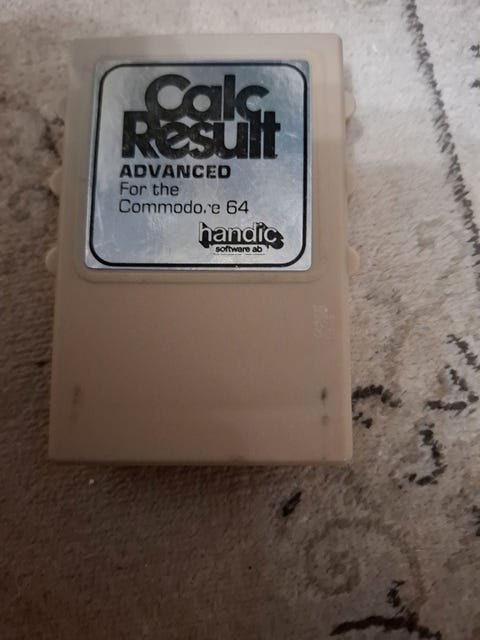 Calc
Result
ADVANCED
For the
Commodore 64
handic
software ab